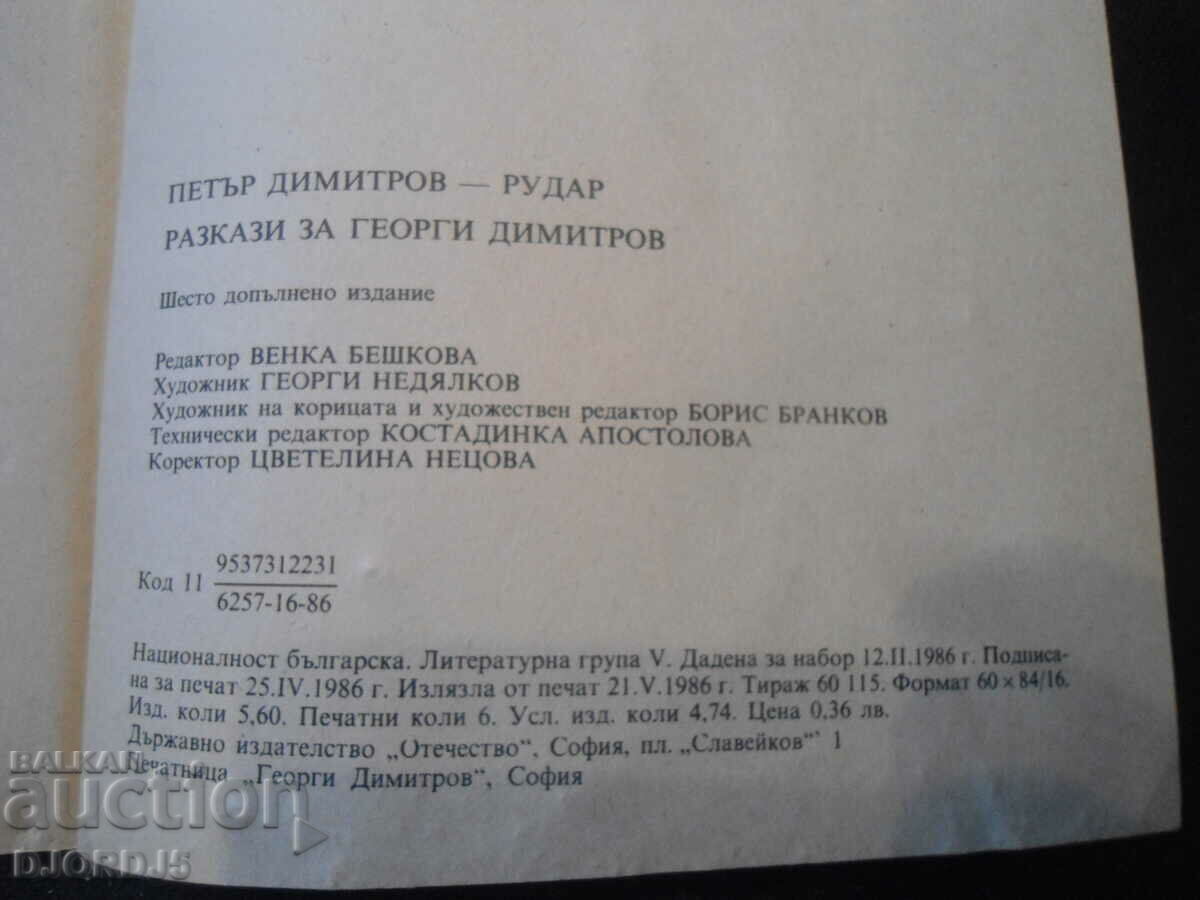 ПЕТЪР ДИМИТРОВ — РУДАР
РАЗКАЗИ ЗА ГЕОРГИ ДИМИТРОВ
Шесто допълнено издание
Редактор ВЕНКА БЕШКОВА
Художник ГЕОРГИ НЕДЯЛКОВ
Художник на корицата и художествен редактор БОРИС БРАНКОВ
Технически редактор КОСТАДИНКА АПОСТОЛОВА
Коректор ЦВЕТЕЛИНА НЕЦОВА
Код 11 9537312231
6257-16-86
Националност българска. Литературна група V. Дадена за набор 12.II.1986 г. Подписа-
на за печат 25.IV.1986 г. Излязла от печат 21.V.1986 г. Тираж 60 115. Формат 60 × 84/16.
Изд. коли 5,60. Печатни коли 6. Усл. изд. коли 4,74. Цена 0,36 лв.
Държавно издателство „Отечество“, София, пл. „Славейков“ 1
Печатница „Георги Димитров“, София
BALKAN
auction
DJORDJ5